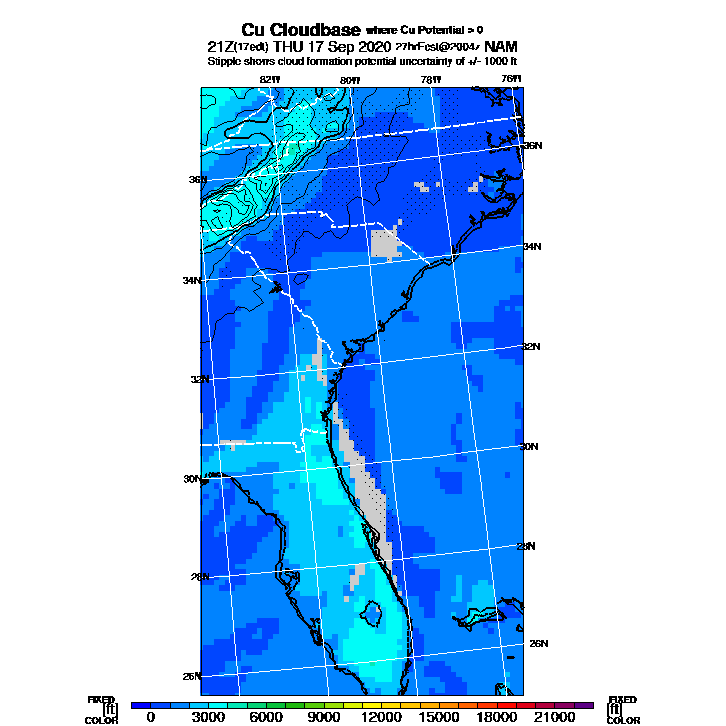 Cu Cloudbase where Cu Potential > 0
21Z(17edt) THU 17 Sep 2020 27hrFcst@2004z NAM
Stipple shows cloud formation potential uncertainty of +/- 1000 ft
82W 80W 78W 76W
36N
36N
34N
34N
32N
32N
30N
30N
28N
28N
26N
26N
FIXED FIXED
[ft] [ft]
COLOR COLOR
0 3000 6000 9000 12000 15000 18000 21000